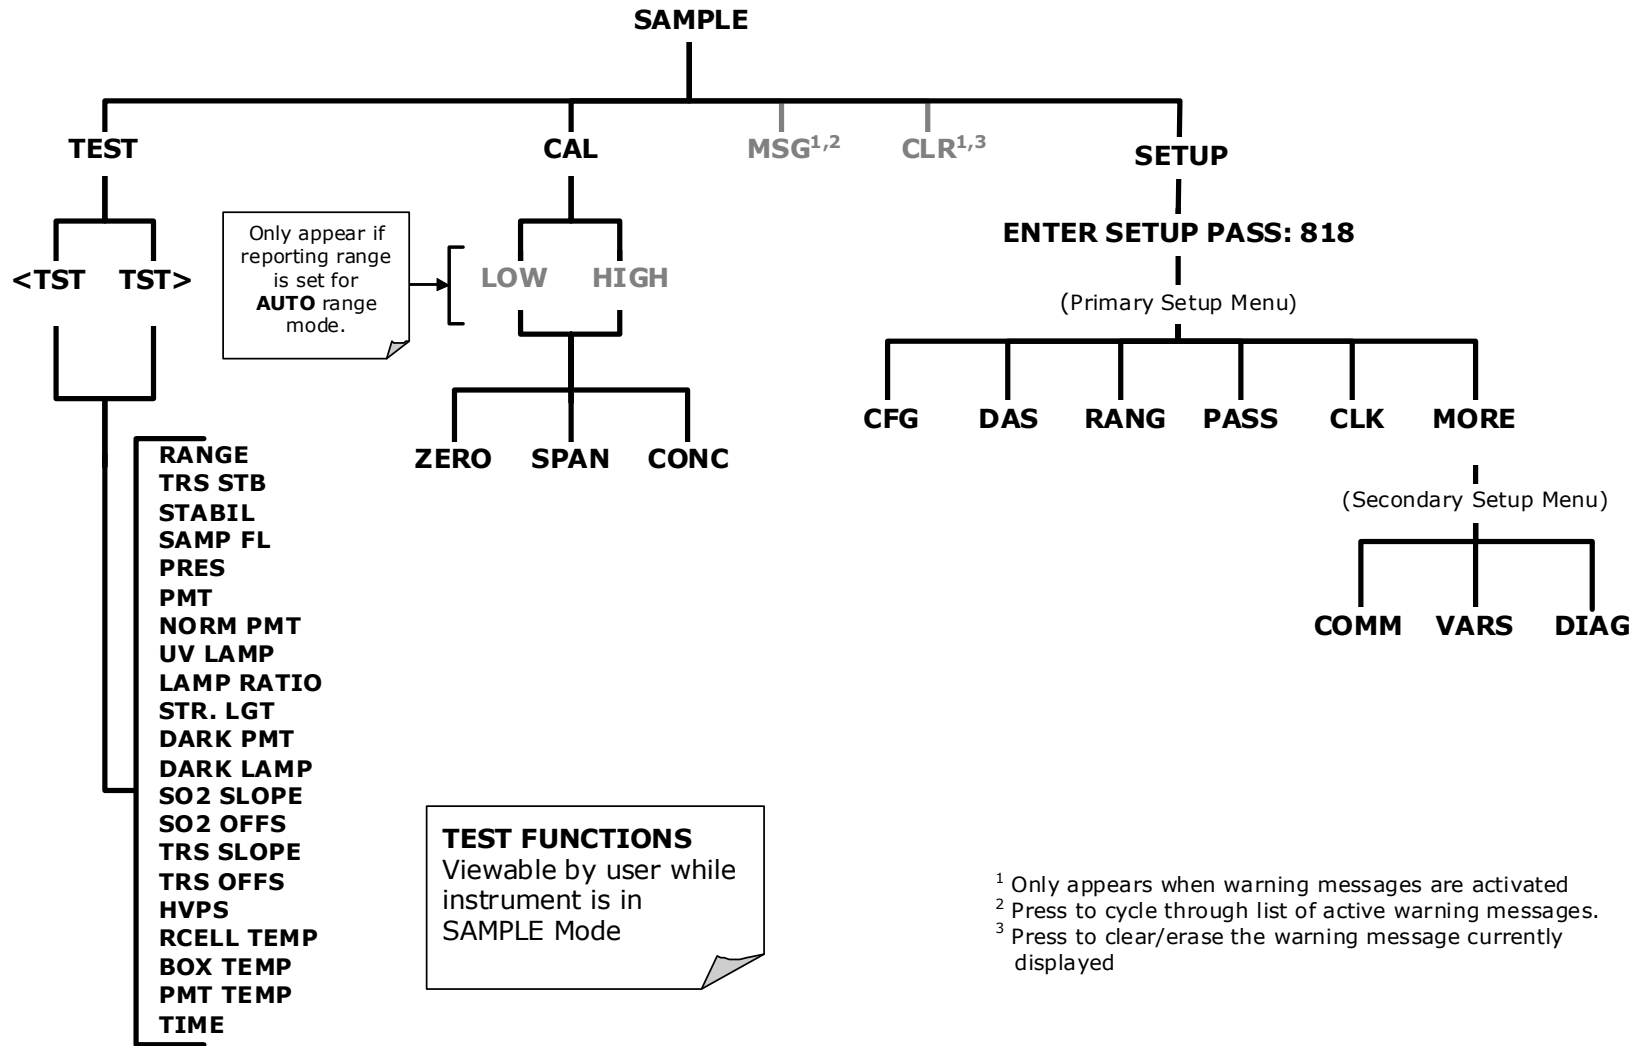 SAMPLE
TEST
CAL
MSG1,2
CLR1,3
SETUP
<TST TST>
Only appear if
reporting range
is set for
AUTO range
mode.
LOW HIGH
ZERO SPAN CONC
ENTER SETUP PASS: 818
(Primary Setup Menu)
CFG DAS RANG PASS CLK MORE
(Secondary Setup Menu)
COMM VARS DIAG
RANGE
TRS STB
STABIL
SAMP FL
PRES
PMT
NORM PMT
UV LAMP
LAMP RATIO
STR. LGT
DARK PMT
DARK LAMP
SO2 SLOPE
SO2 OFFS
TRS SLOPE
TRS OFFS
HVPS
RCELL TEMP
BOX TEMP
PMT TEMP
TIME
TEST FUNCTIONS
Viewable by user while
instrument is in
SAMPLE Mode
1 Only appears when warning messages are activated
2 Press to cycle through list of active warning messages.
3 Press to clear/erase the warning message currently
displayed